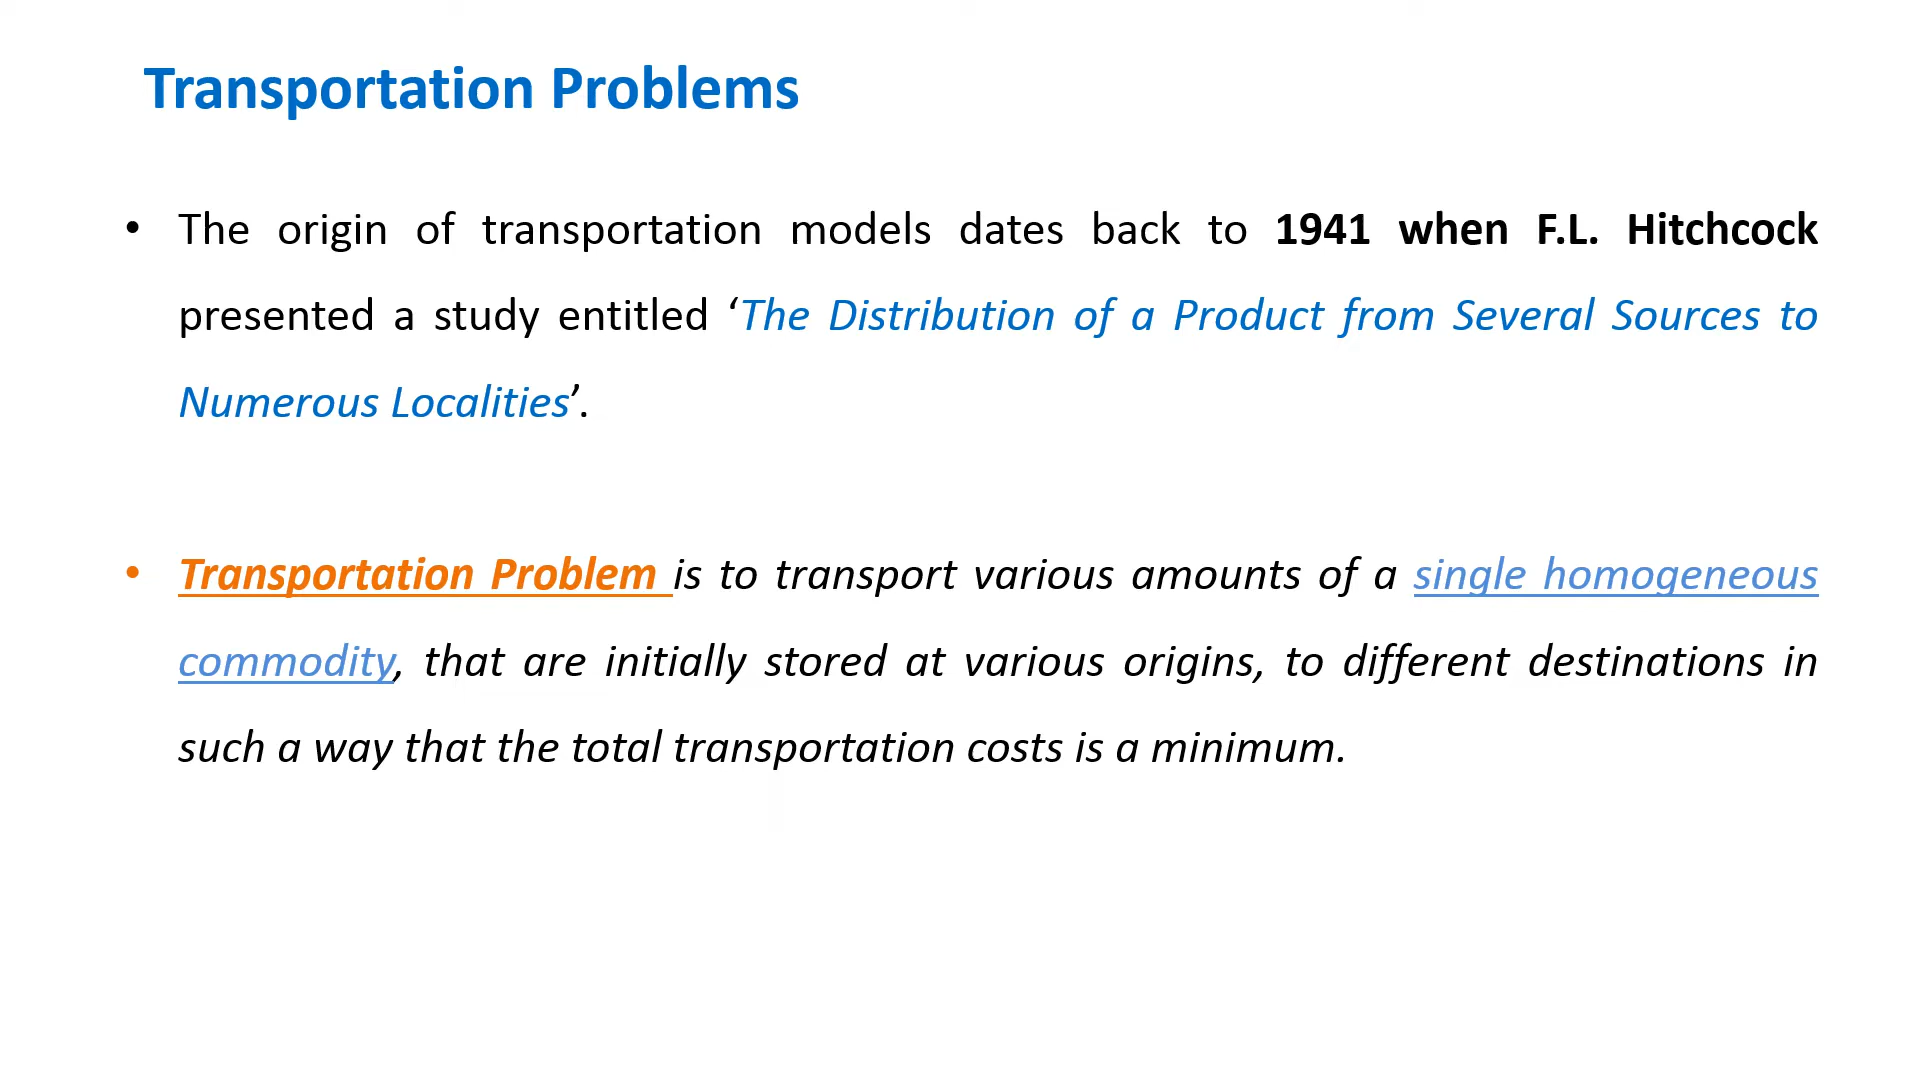 Transportation Problems
• The origin of transportation models dates back to 1941 when F.L. Hitchcock
presented a study entitled ‘The Distribution of a Product from Several Sources to
Numerous Localities’.
• Transportation Problem is to transport various amounts of a single homogeneous
commodity, that are initially stored at various origins, to different destinations in
such a way that the total transportation costs is a minimum.